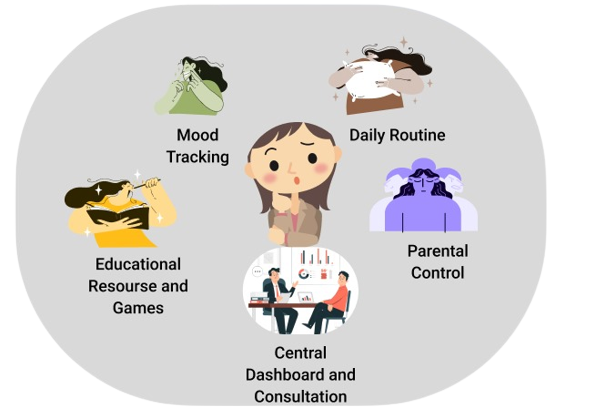 Mood
Tracking
Daily Routine
Educational
Resourse and
Games
Parental
Control
Central
Dashboard and
Consultation